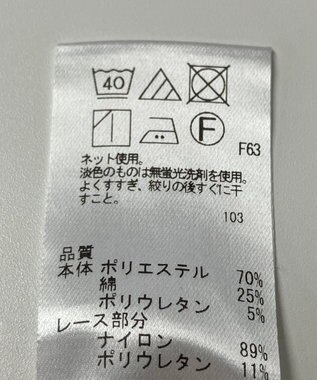 40
F
F63
ネット使用。
淡色のものは無蛍光洗剤を使用。
よくすすぎ、絞りの後すぐに干
すこと。
103
品質
本体 ポリエステル 70%
綿 25%
ポリウレタン 5%
レース部分
ナイロン 89%
ポリウレタン 11%